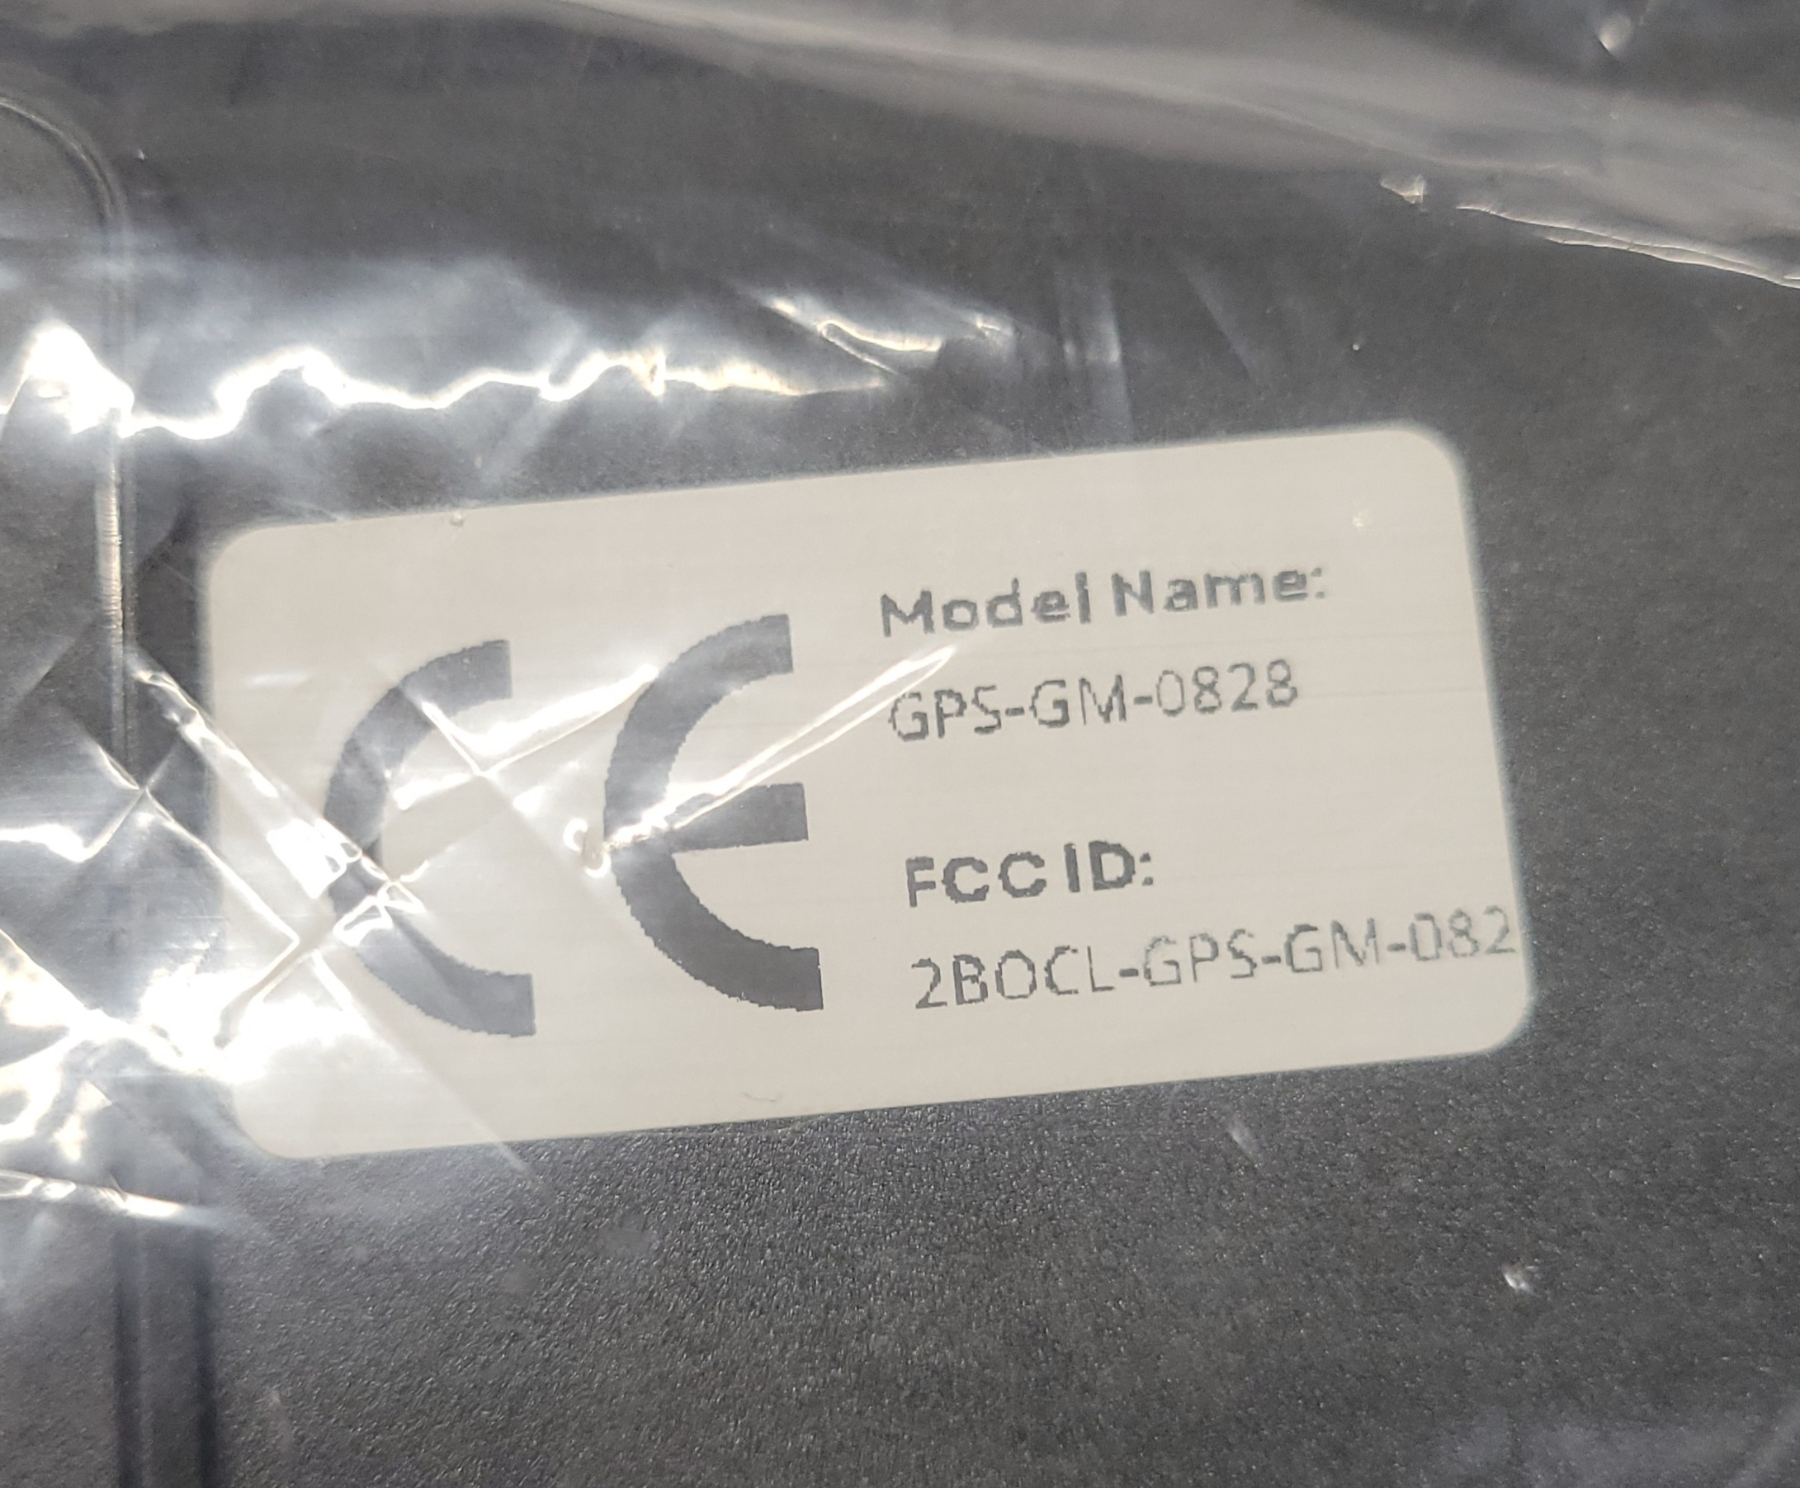 CE
Model Name:
GPS-GM-0828
FCC ID:
2BOCL-GPS-GM-082